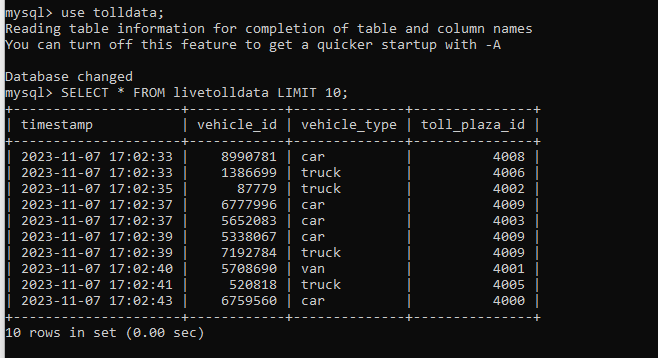 mysql> use tolldata;
Reading table information for completion of table and column names
You can turn off this feature to get a quicker startup with -A

Database changed
mysql> SELECT * FROM livetolldata LIMIT 10;
+---------------------+------------+--------------+---------------+
| timestamp           | vehicle_id | vehicle_type | toll_plaza_id |
+---------------------+------------+--------------+---------------+
| 2023-11-07 17:02:33 |    8990781 | car          |          4008 |
| 2023-11-07 17:02:33 |    1386699 | truck        |          4006 |
| 2023-11-07 17:02:35 |      87779 | truck        |          4002 |
| 2023-11-07 17:02:37 |    6777996 | car          |          4009 |
| 2023-11-07 17:02:37 |    5652083 | car          |          4003 |
| 2023-11-07 17:02:39 |    5338067 | car          |          4009 |
| 2023-11-07 17:02:39 |    7192784 | truck        |          4009 |
| 2023-11-07 17:02:40 |    5708690 | van          |          4001 |
| 2023-11-07 17:02:41 |     520818 | truck        |          4005 |
| 2023-11-07 17:02:43 |    6759560 | car          |          4000 |
+---------------------+------------+--------------+---------------+
10 rows in set (0.00 sec)